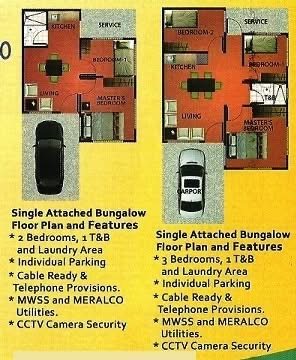 SERVICE
KITCHEN
BEDROOM-1
LIVING
MASTER'S
BEDROOM
Single Attached Bungalow
Floor Plan and Features
* 2 Bedrooms, 1 T&B
and Laundry Area
* Individual Parking
* Cable Ready &
Telephone Provisions.
* MWSS and MERALCO
Utilities.
* CCTV Camera Security
SERVICE
BEDROOM-2
KITCHEN
BEDROOM-1
T&B
LIVING
MASTER'S
BEDROOM
CARPORT
Single Attached Bungalow
Floor Plan and Features
* 3 Bedrooms, 1 T&B
and Laundry Area
* Individual Parking
* Cable Ready &
Telephone Provisions.
* MWSS and MERALCO
Utilities.
* CCTV Camera Security